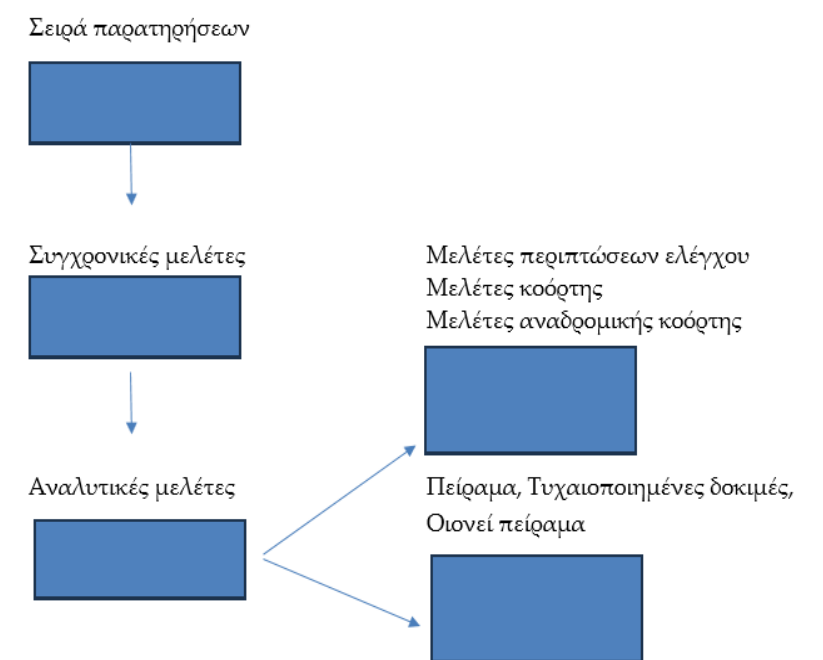 Σειρά παρατηρήσεων
Συγχρονικές μελέτες
Μελέτες περιπτώσεων ελέγχου
Μελέτες κοόρτης
Μελέτες αναδρομικής κοόρτης
Αναλυτικές μελέτες
Πείραμα, Τυχαιοποιημένες δοκιμές,
Οιονεί πείραμα